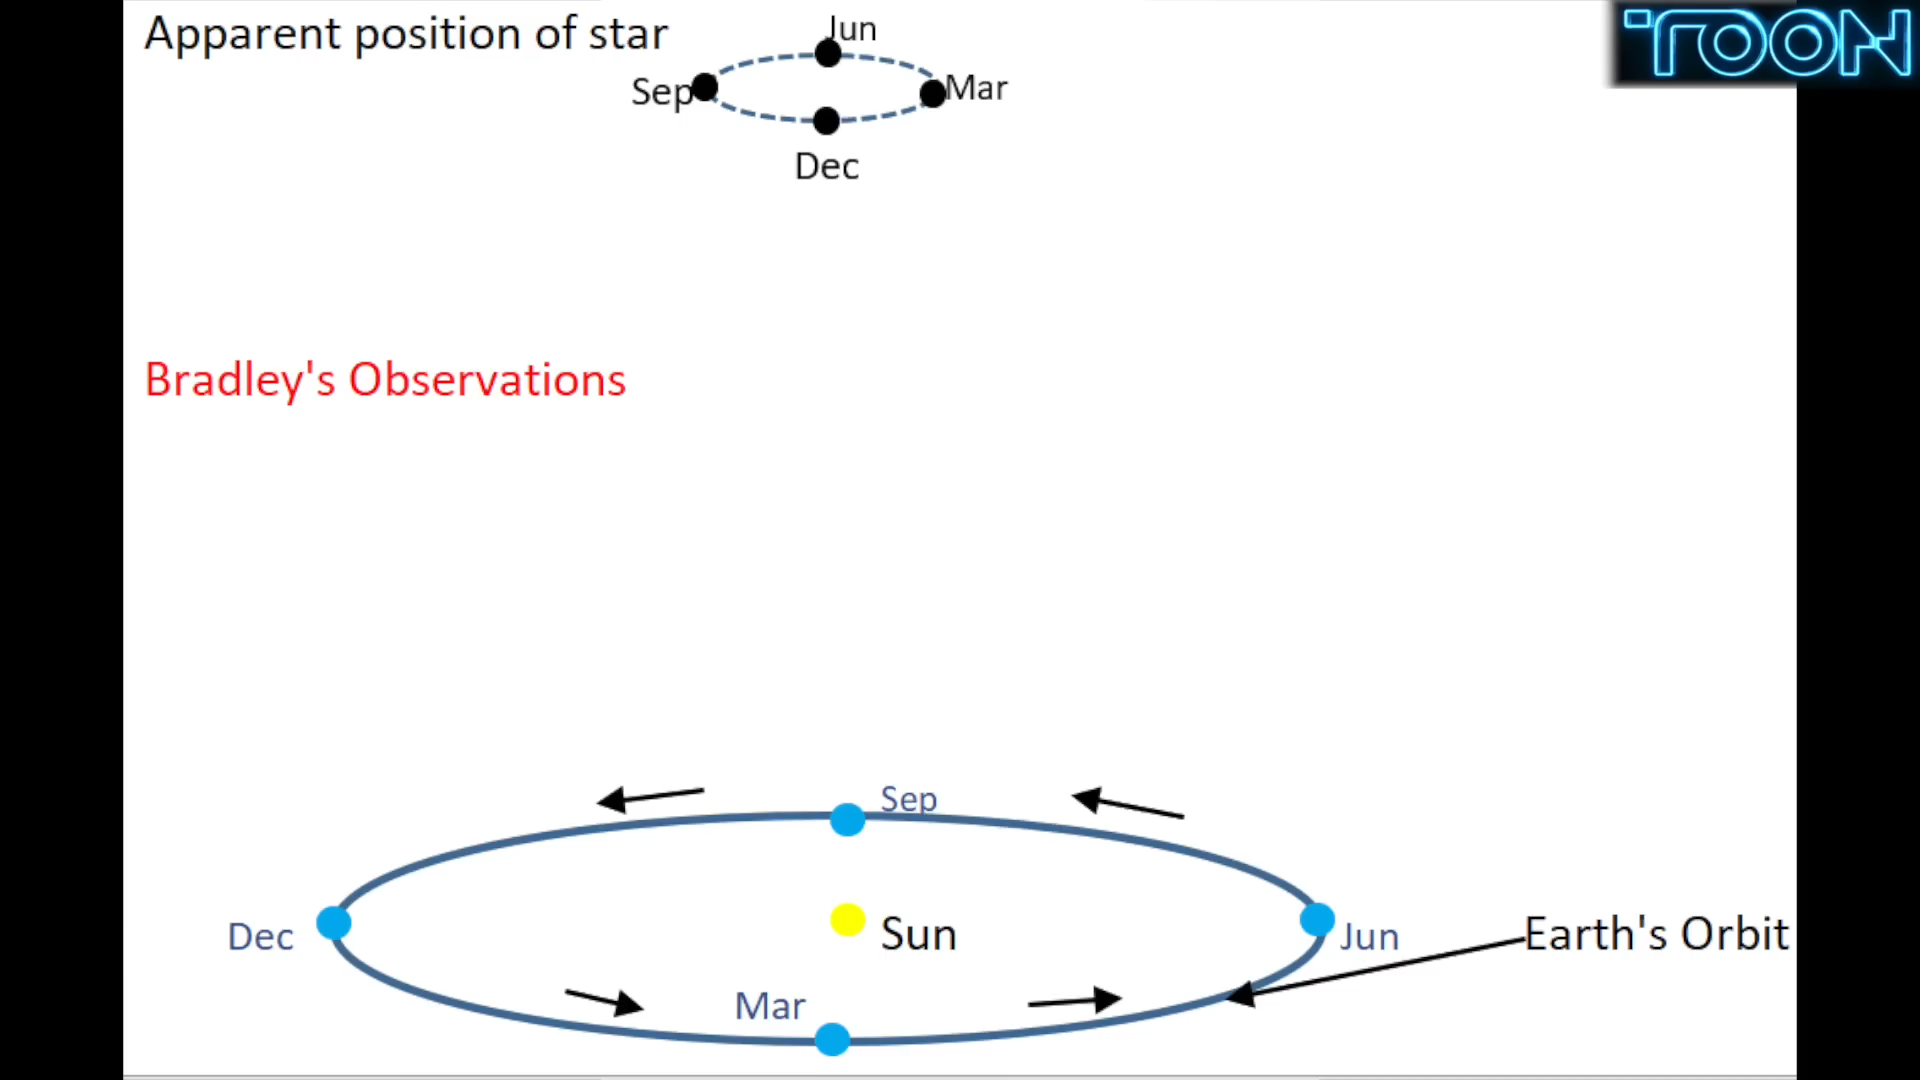 Apparent position of star
Jun
Sep
Mar
Dec
TOON
Bradley's Observations
Sep
Dec
Sun
Jun
Earth's Orbit
Mar